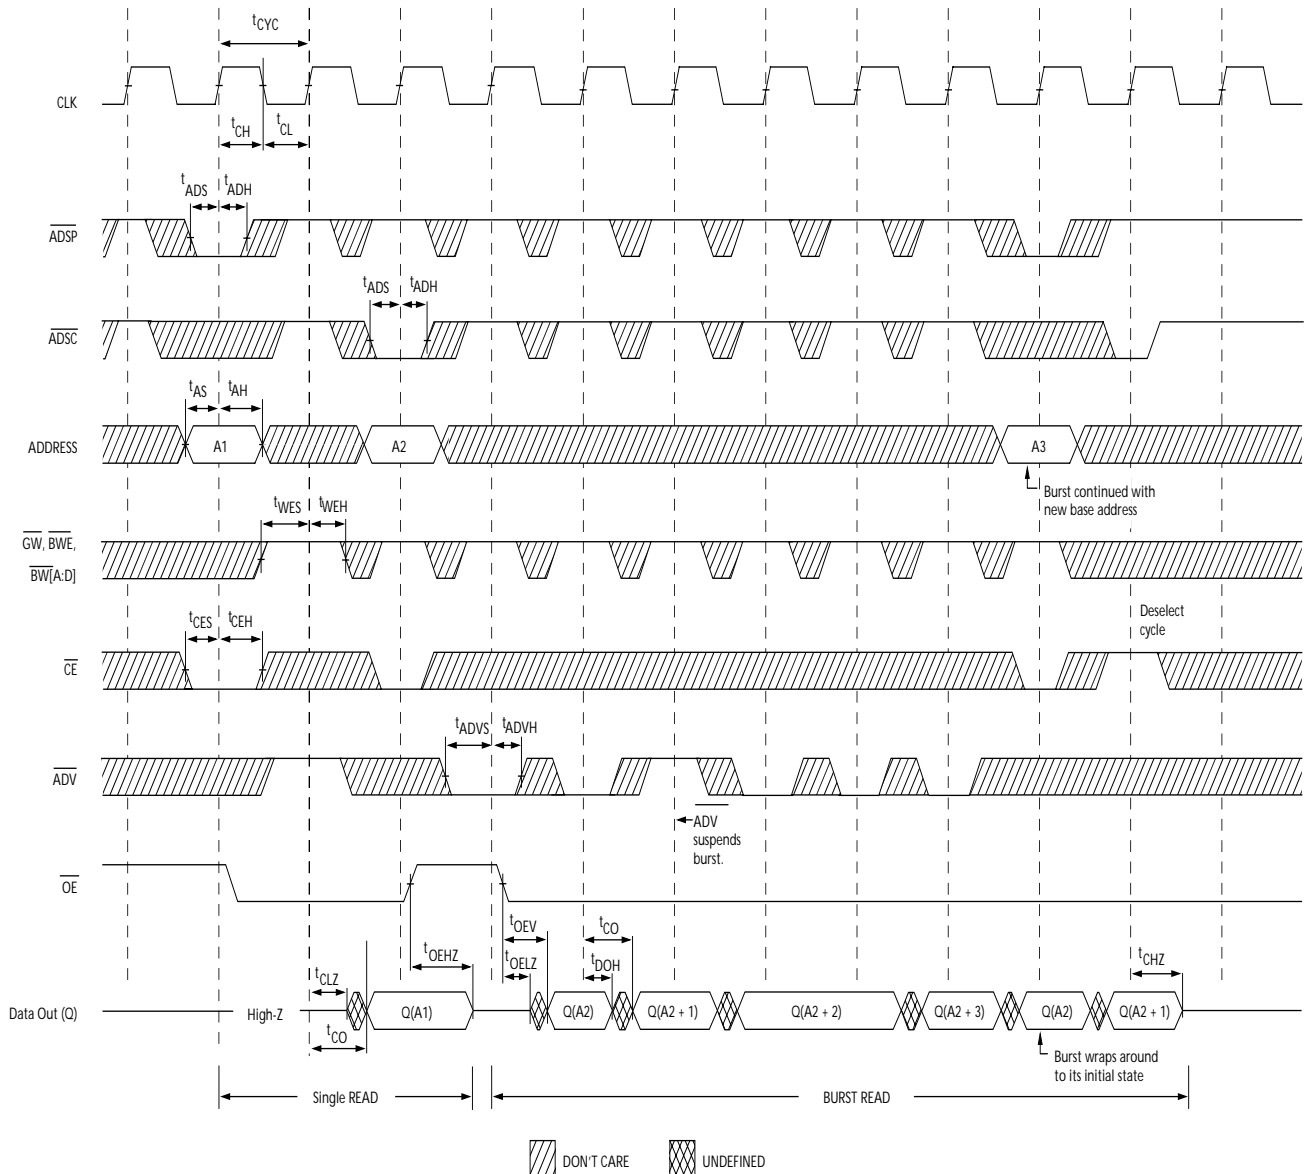 tCYC
CLK
tCH
tCL
tADS
tADH
ADSP
tADS
tADH
ADSC
tAS
tAH
ADDRESS
A1
A2
A3
Burst continued with
new base address
tWES
tWEH
GW, BWE,
BW[A:D]
tCES
tCEH
Deselect
cycle
CE
tADVS
tADVH
ADV
ADV
suspends
burst.
OE
tOEV
tCO
tOEHZ
tOELZ
tDOH
tCHZ
tCLZ
Data Out (Q)
High-Z
Q(A1)
Q(A2)
Q(A2 + 1)
Q(A2 + 2)
Q(A2 + 3)
Q(A2)
Q(A2 + 1)
tCO
Burst wraps around
to its initial state
Single READ
BURST READ
DON'T CARE
UNDEFINED